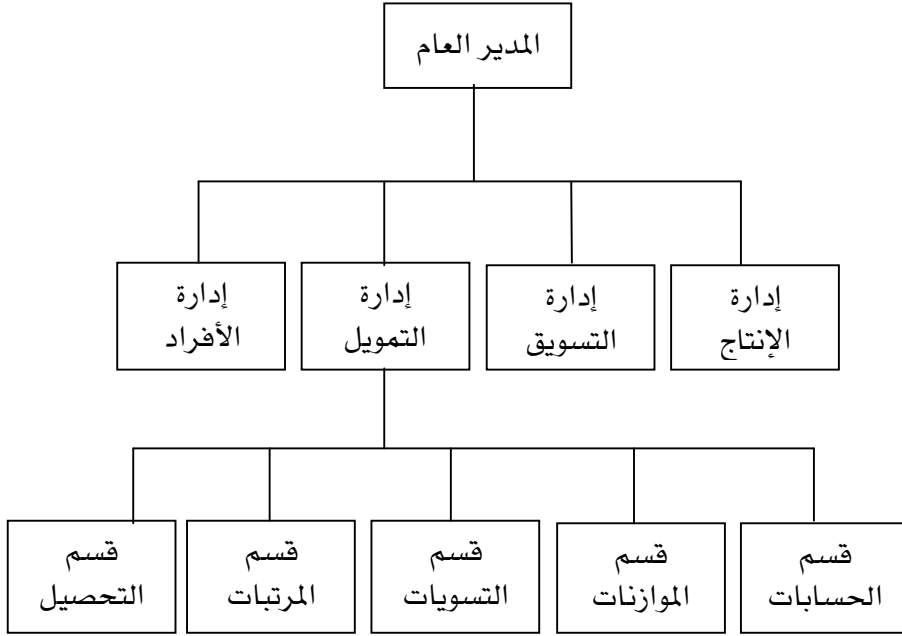 المدير العام
إدارة
الإنتاج
إدارة
التسويق
إدارة
التمويل
إدارة
الأفراد
قسم
الحسابات
قسم
الموازنات
قسم
التسويات
قسم
المرتبات
قسم
التحصيل